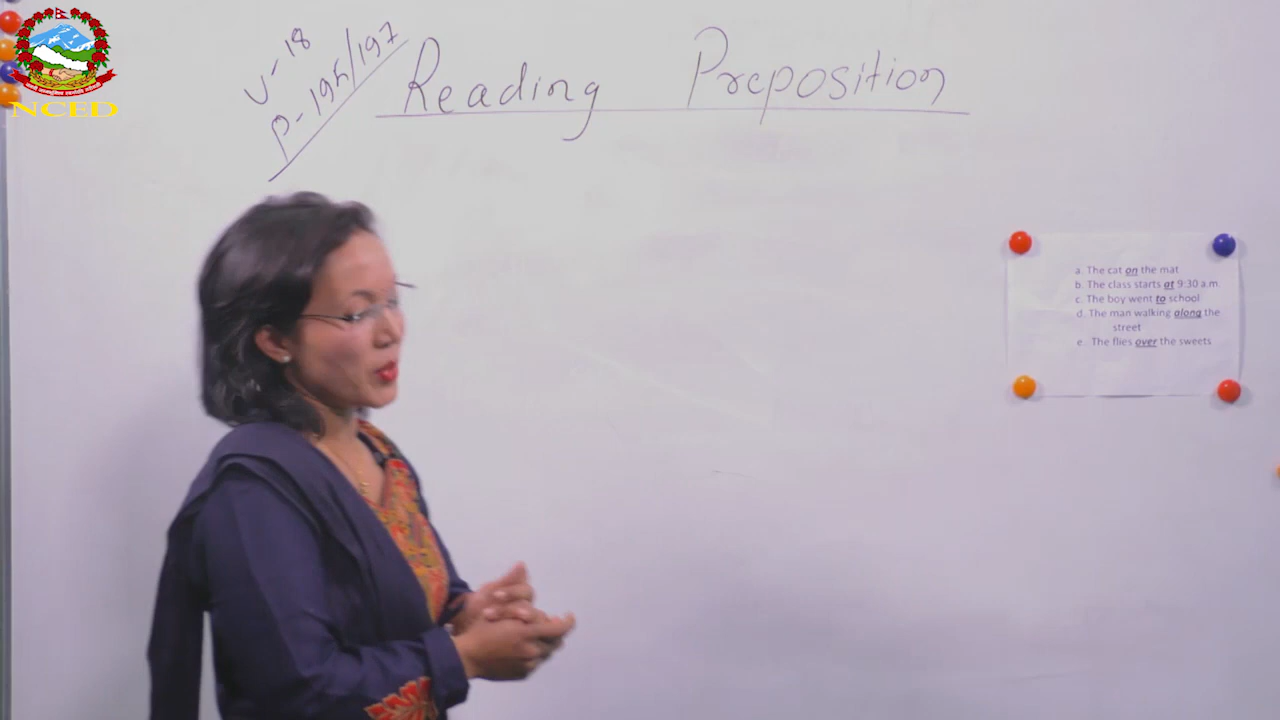 NCED
U-18
P-195/197
Reading Preposition
a. The cat on the mat
b. The class starts at 9:30 a.m.
c. The boy went to school
d. The man walking along the
street
e. The flies over the sweets